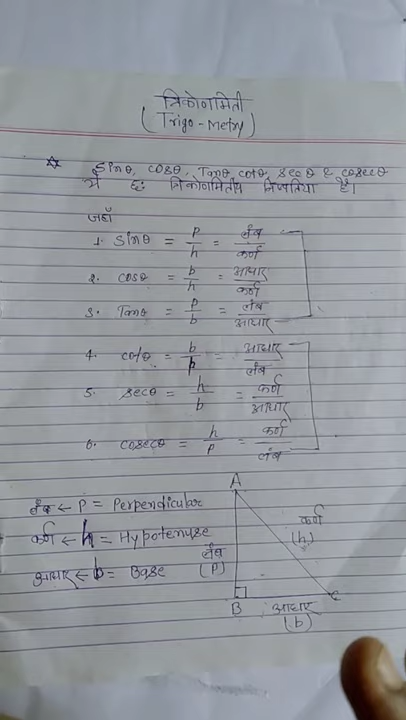 त्रिकोणमिती
(Trigo-Metry)
☆ sinθ, cosθ, Tanθ, cotθ, secθ & cosecθ
ये छः त्रिकोणमितीय निष्पतिया है।
जहाँ
1. sinθ = P/h = लंब/कर्ण
2. cosθ = b/h = आधार/कर्ण
3. Tanθ = P/b = लंब/आधार
4. cotθ = b/p = आधार/लंब
5. secθ = h/b = कर्ण/आधार
6. cosecθ = h/P = कर्ण/लंब
लंब ← P = Perpendicular
कर्ण ← h = Hypotenuse
आधार ← b = Base
A
लंब
(P)
कर्ण
(h)
B
आधार
(b)
C